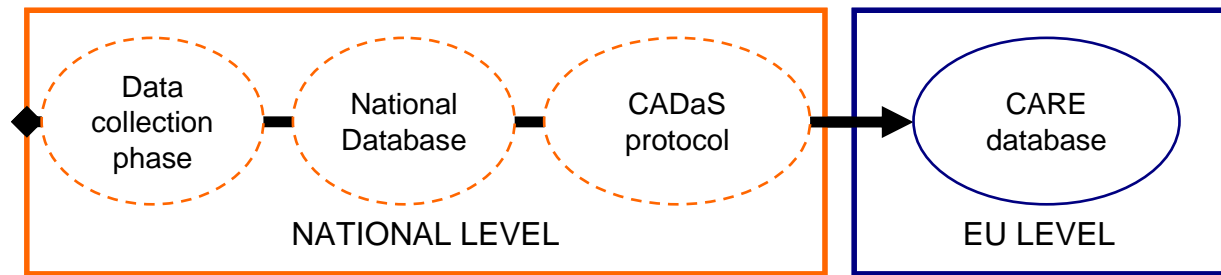 Data
collection
phase
National
Database
CADaS
protocol
CARE
database
NATIONAL LEVEL
EU LEVEL